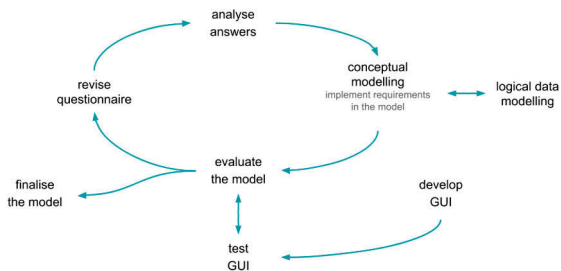 analyse
answers
conceptual
modelling
implement requirements
in the model
logical data
modelling
revise
questionnaire
evaluate
the model
finalise
the model
develop
GUI
test
GUI